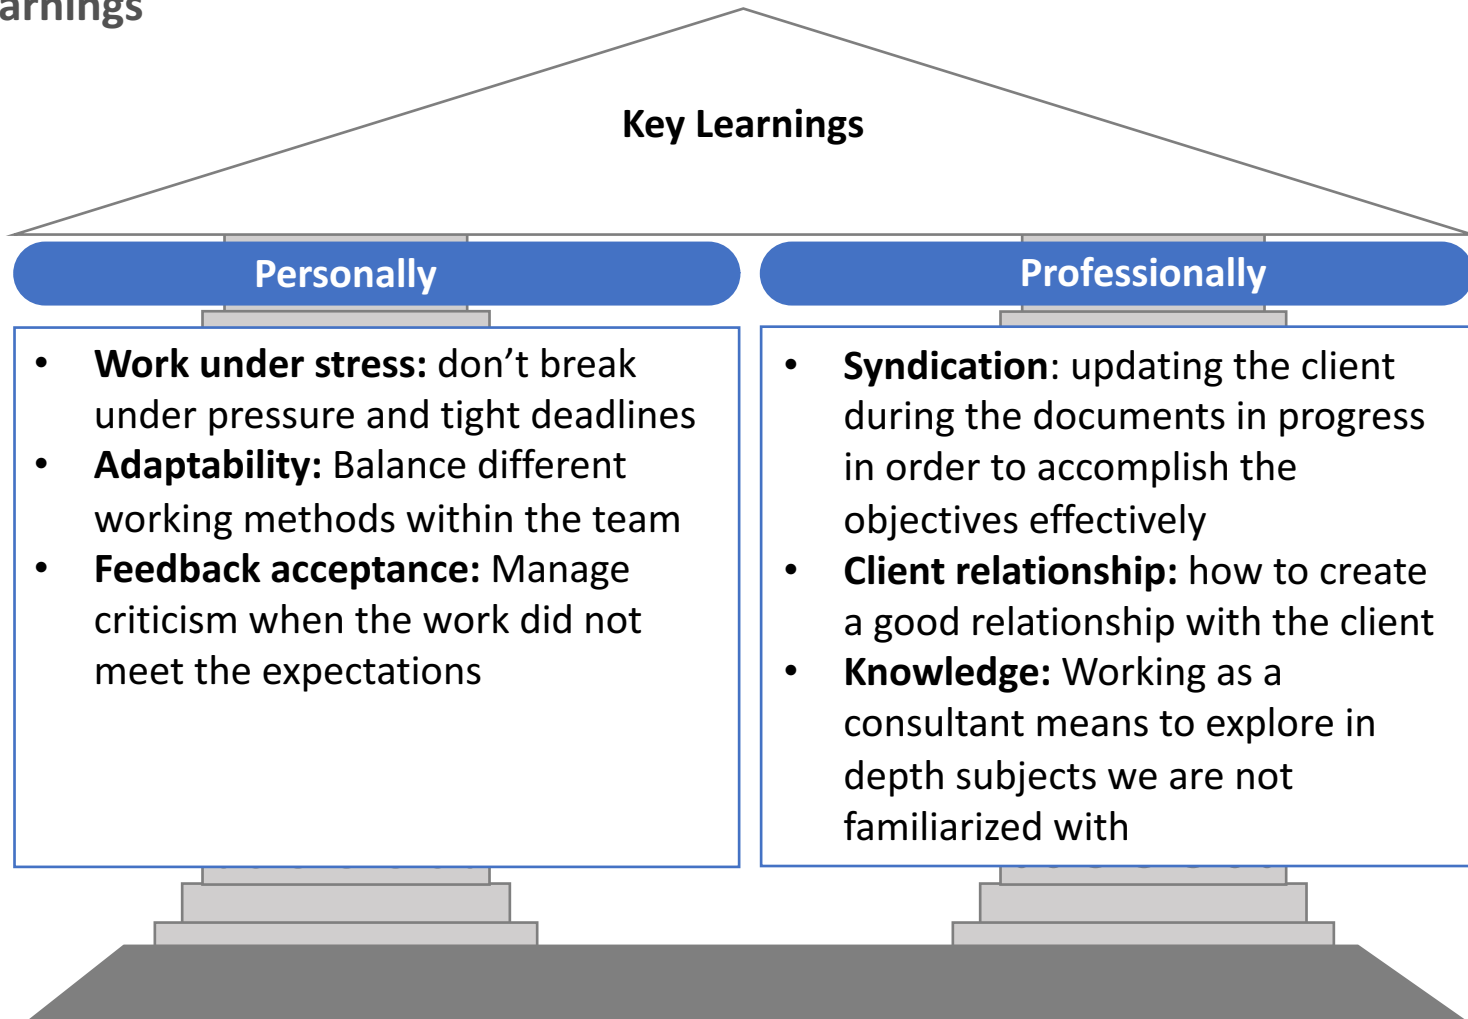 arnings
Key Learnings
Personally
• Work under stress: don’t break
under pressure and tight deadlines
• Adaptability: Balance different
working methods within the team
• Feedback acceptance: Manage
criticism when the work did not
meet the expectations
Professionally
• Syndication: updating the client
during the documents in progress
in order to accomplish the
objectives effectively
• Client relationship: how to create
a good relationship with the client
• Knowledge: Working as a
consultant means to explore in
depth subjects we are not
familiarized with